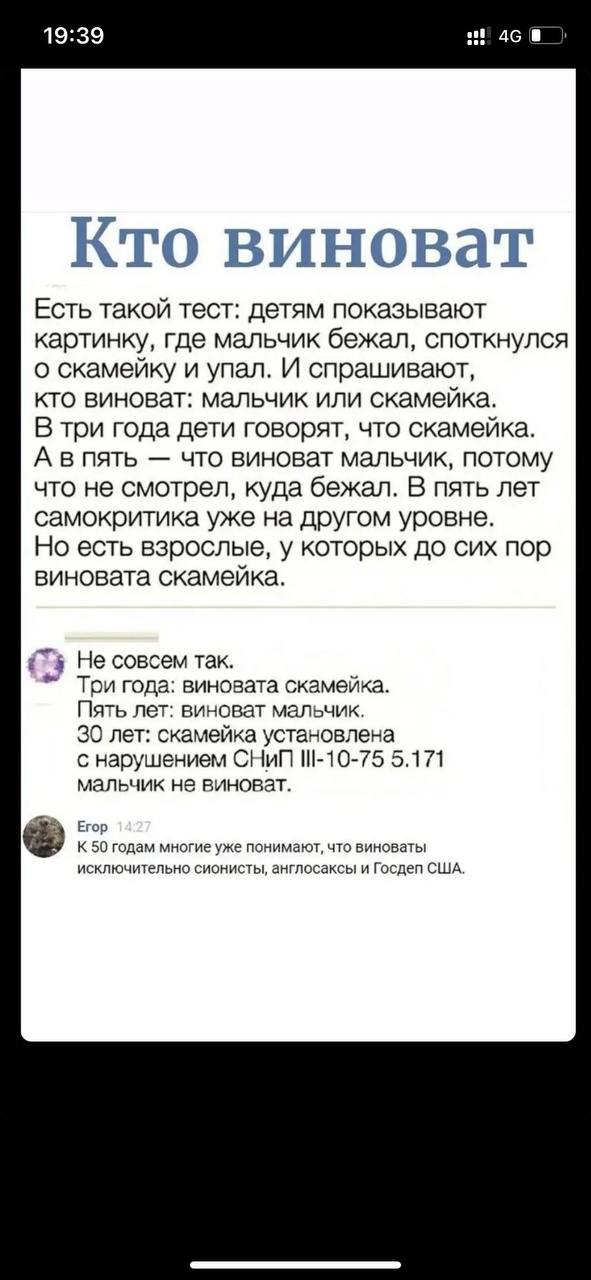 19:39
4G
Кто виноват
Есть такой тест: детям показывают
картинку, где мальчик бежал, споткнулся
о скамейку и упал. И спрашивают,
кто виноват: мальчик или скамейка.
В три года дети говорят, что скамейка.
А в пять — что виноват мальчик, потому
что не смотрел, куда бежал. В пять лет
самокритика уже на другом уровне.
Но есть взрослые, у которых до сих пор
виновата скамейка.
Не совсем так.
Три года: виновата скамейка.
Пять лет: виноват мальчик.
30 лет: скамейка установлена
с нарушением СНиП III-10-75 5.171
мальчик не виноват.
Егор 14:27
К 50 годам многие уже понимают, что виноваты
исключительно сионисты, англосаксы и Госдеп США.